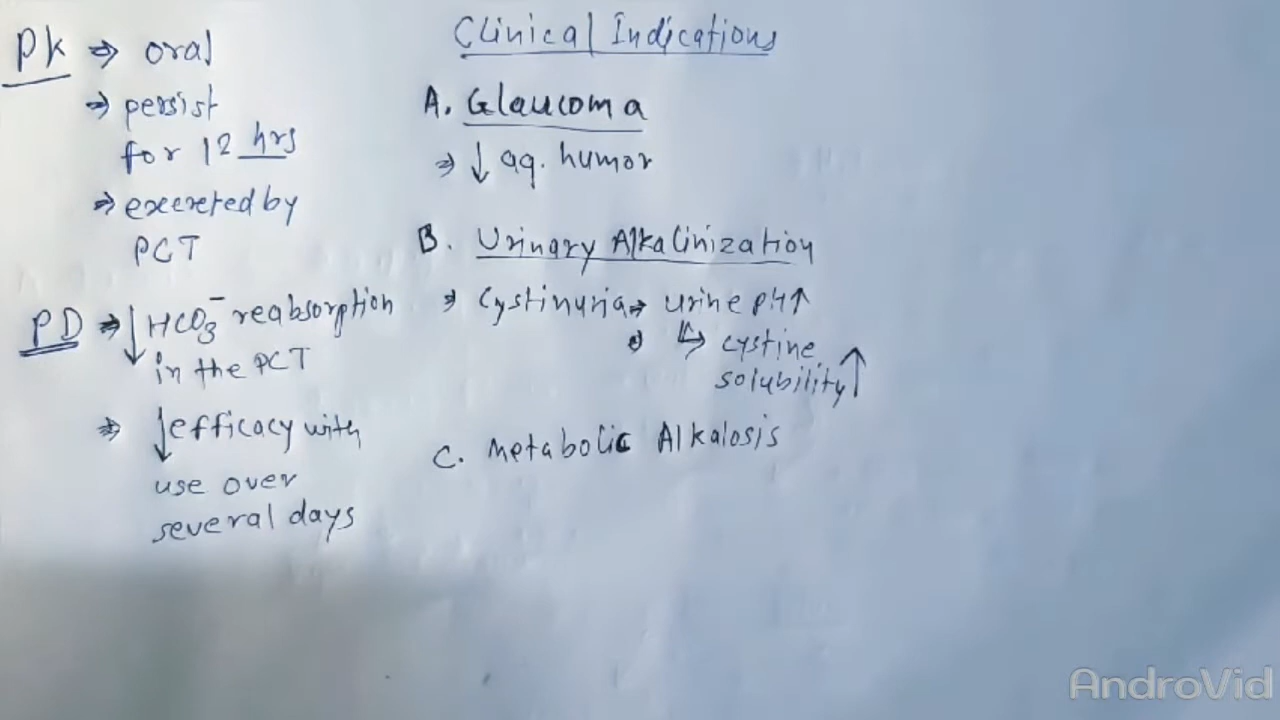 PK ⇒ oral
⇒ persist
for 12 hrs
⇒ excreted by
PCT
PD ⇒ ↓ HCO3⁻ reabsorption
in the PCT
⇒ ↓ efficacy with
use over
several days
Clinical Indications
A. Glaucoma
⇒ ↓ aq. humor
B. Urinary Alkalinization
⇒ Cystinuria ⇒ urine pH ↑
↳ cystine
solubility ↑
C. Metabolic Alkalosis
AndroVid